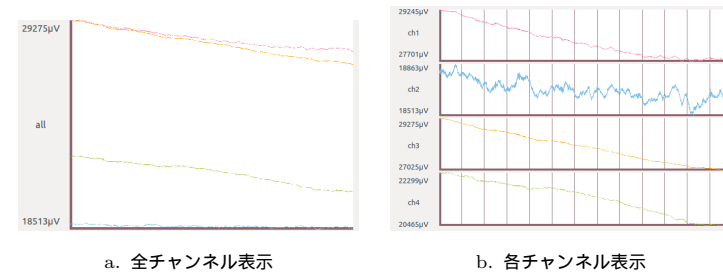 29275μV
all
18513μV
a. 全チャンネル表示
29245μV
ch1
27701μV
18863μV
ch2
18513μV
29275μV
ch3
27025μV
22299μV
ch4
20465μV
b. 各チャンネル表示